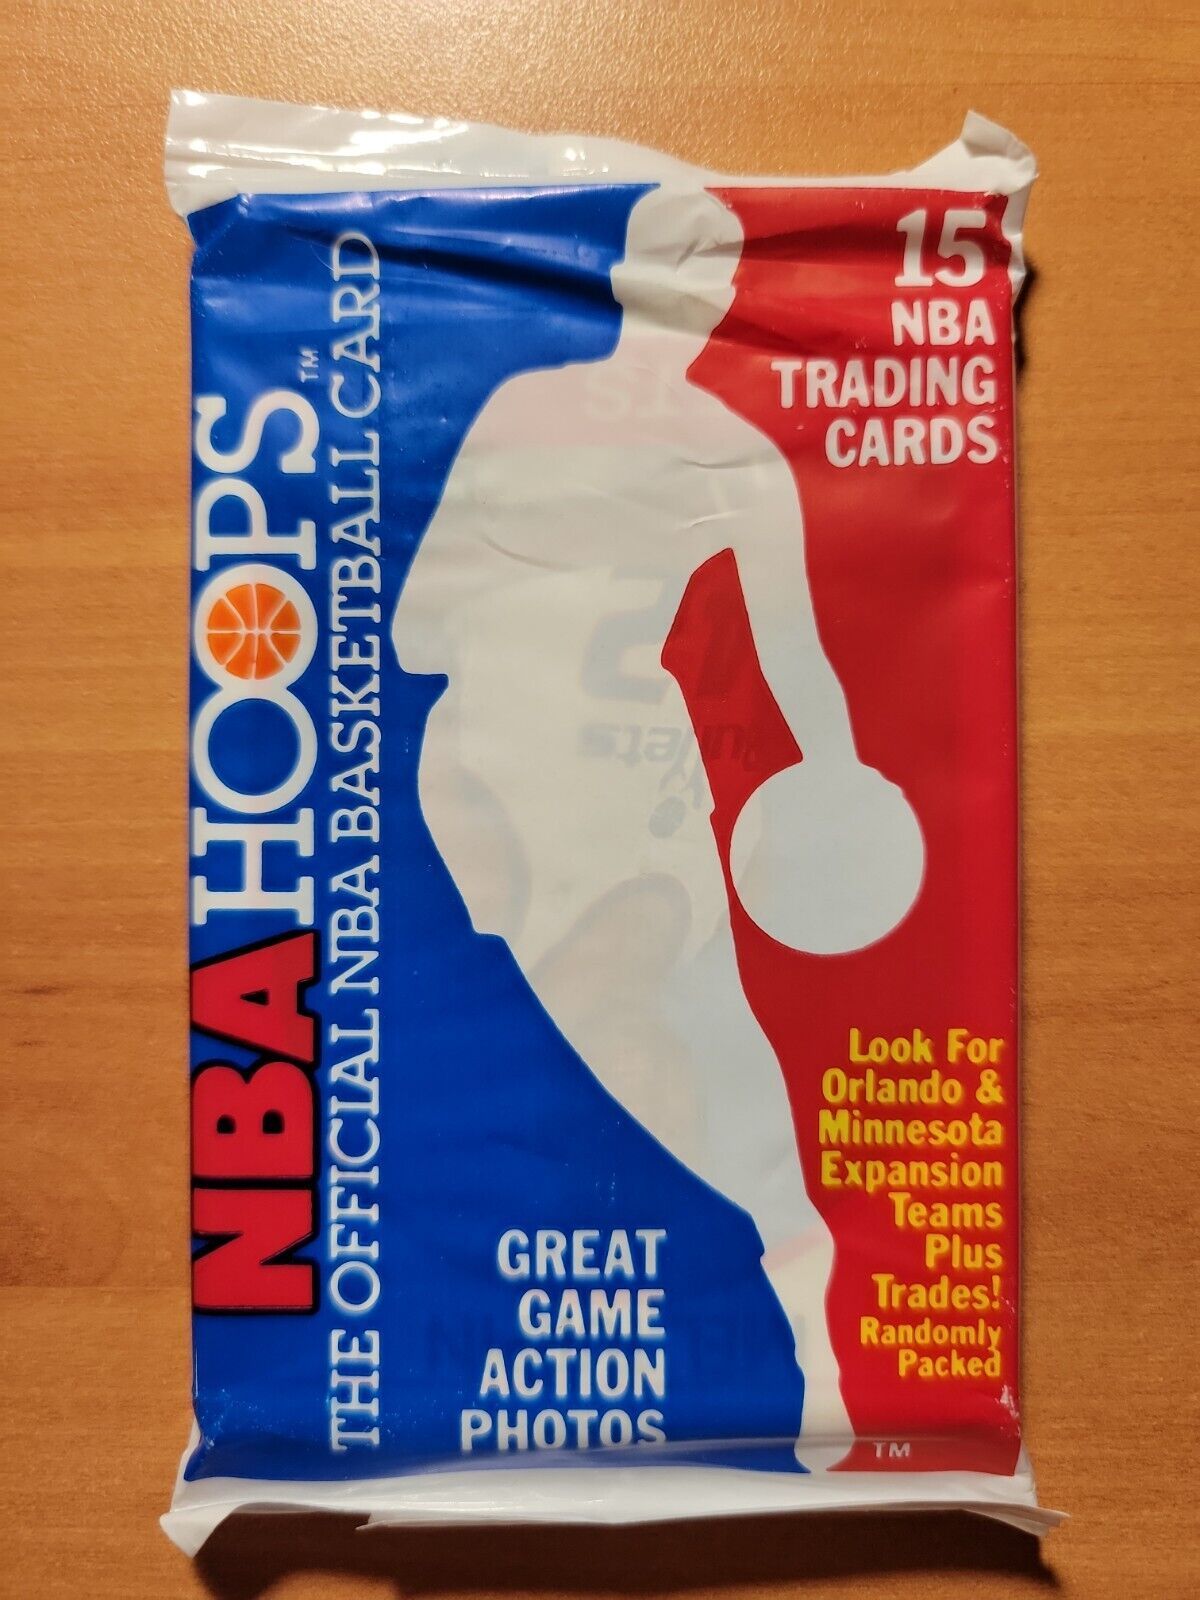 NBA HOOPS™
THE OFFICIAL NBA BASKETBALL CARD
15
NBA
TRADING
CARDS
Look For
Orlando &
Minnesota
Expansion
Teams
Plus
Trades!
Randomly
Packed
GREAT
GAME
ACTION
PHOTOS
TM